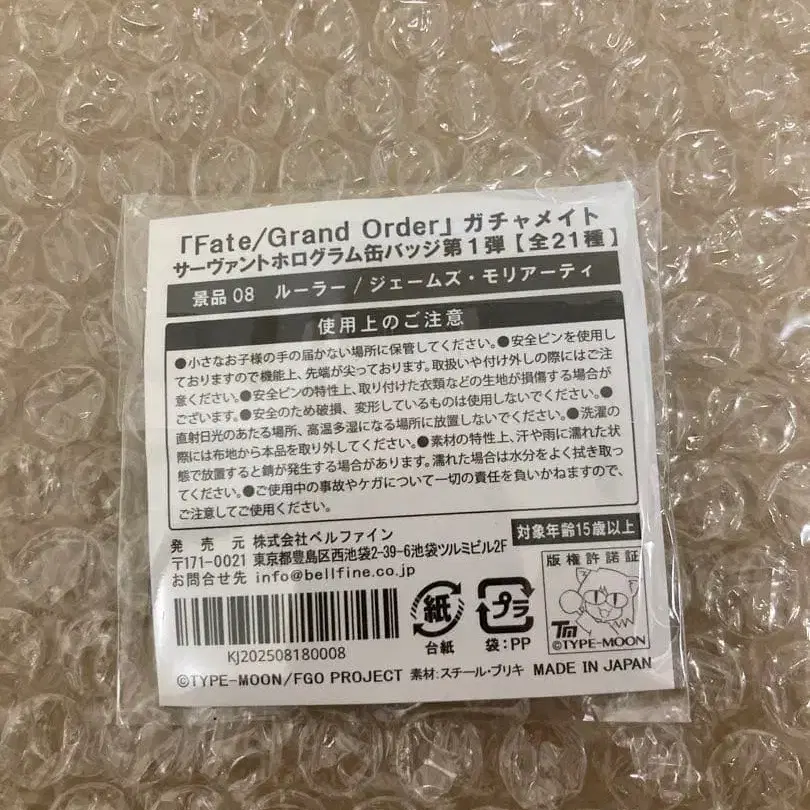 「Fate/Grand Order」ガチャメイト
サーヴァントホログラム缶バッジ第1弾【全21種】
景品08 ルーラー/ジェームズ・モリアーティ
使用上のご注意
●小さなお子様の手の届かない場所に保管してください。●安全ピンを使用し
ておりますので機能上、先端が尖っております。取扱いや付け外しの際にはご注
意ください。●安全ピンの特性上、取り付けた衣類などの生地が損傷する場合が
ございます。●安全のため破損、変形しているものは使用しないでください。●
直射日光のあたる場所、高温多湿になる場所に放置しないでください。●洗濯の
際には布地から本品を取り外してください。●素材の特性上、汗や雨に濡れた状
態で放置すると錆が発生する場合があります。濡れた場合は水分をよく拭き取っ
てください。●ご使用中の事故やケガについて一切の責任を負いかねますので、
ご注意してご使用ください。
対象年齢15歳以上
発売元 株式会社ベルファイン
〒171-0021 東京都豊島区西池袋2-39-6池袋ツルミビル2F
お問合せ先 info@bellfine.co.jp
版権許諾証
TM
©TYPE-MOON
紙
台紙
プラ
袋:PP
KJ202508180008
©TYPE-MOON/FGO PROJECT 素材:スチール・ブリキ MADE IN JAPAN